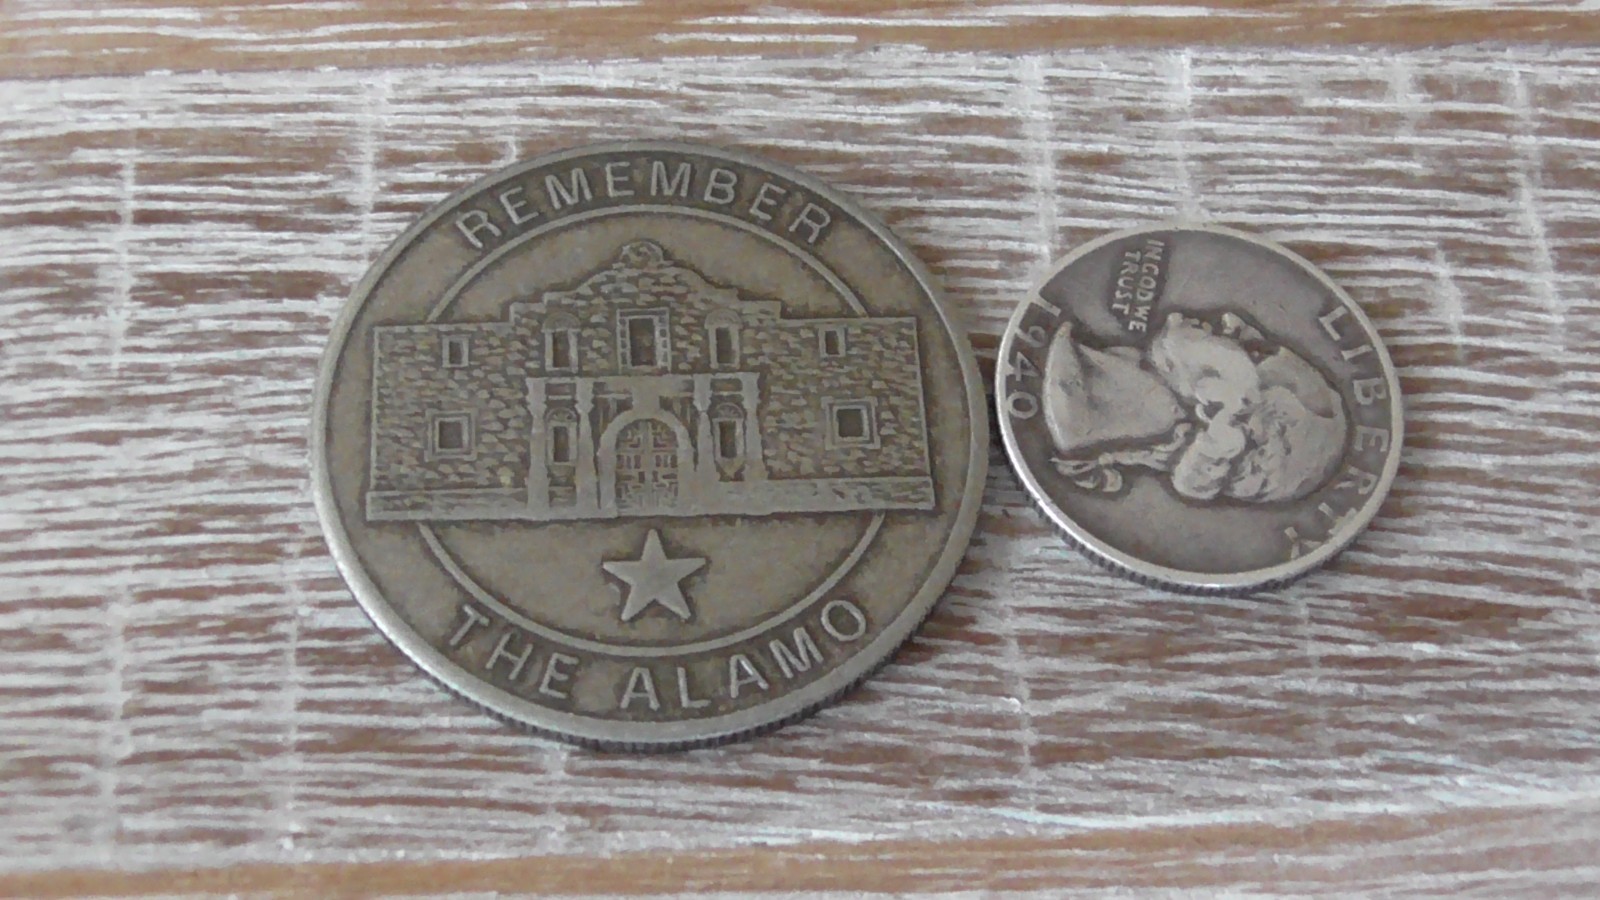 REMEMBER
THE ALAMO
LIBERTY
IN GOD WE
TRUST
1940